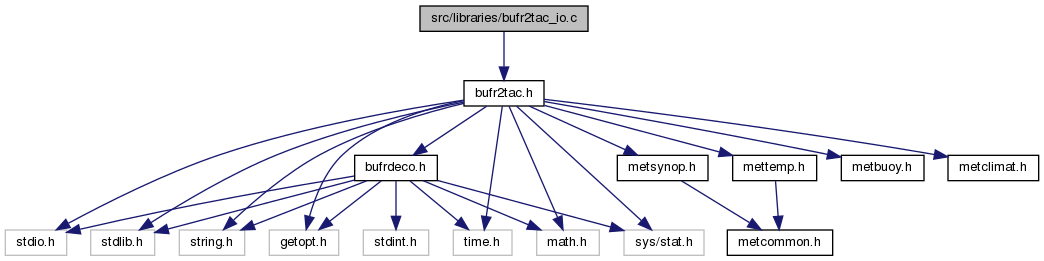 src/libraries/bufr2tac_io.c
bufr2tac.h
bufrdeco.h
metsynop.h
mettemp.h
metbuoy.h
metclimat.h
stdio.h
stdlib.h
string.h
getopt.h
stdint.h
time.h
math.h
sys/stat.h
metcommon.h